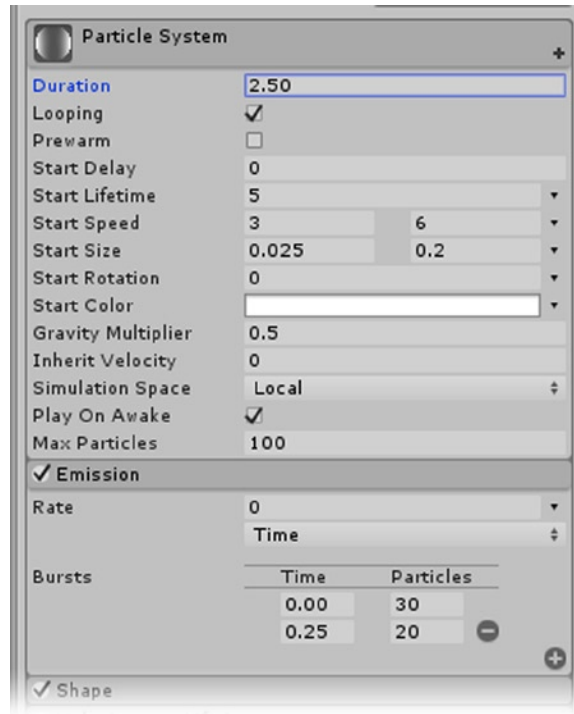 Particle System
Duration 2.50
Looping
Prewarm
Start Delay 0
Start Lifetime 5
Start Speed 3 6
Start Size 0.025 0.2
Start Rotation 0
Start Color
Gravity Multiplier 0.5
Inherit Velocity 0
Simulation Space Local
Play On Awake
Max Particles 100
Emission
Rate 0
Time
Bursts Time Particles
0.00 30
0.25 20
Shape